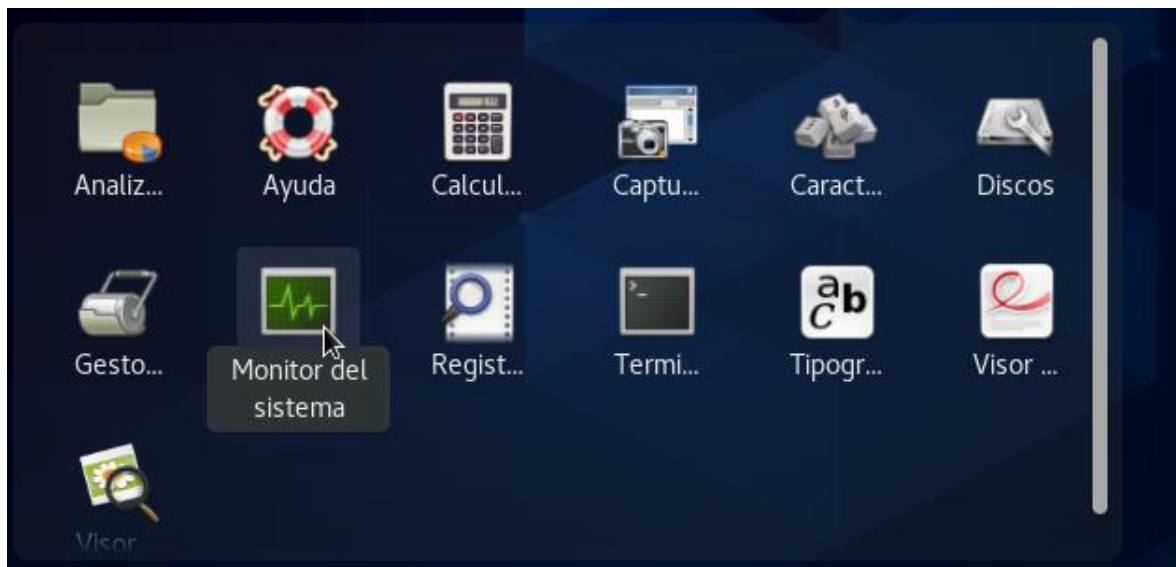 Analiz...
Ayuda
Calcul...
Captu...
Caract...
Discos
Gesto...
Monitor del
sistema
Regist...
Termi...
Tipogr...
Visor ...
Visor